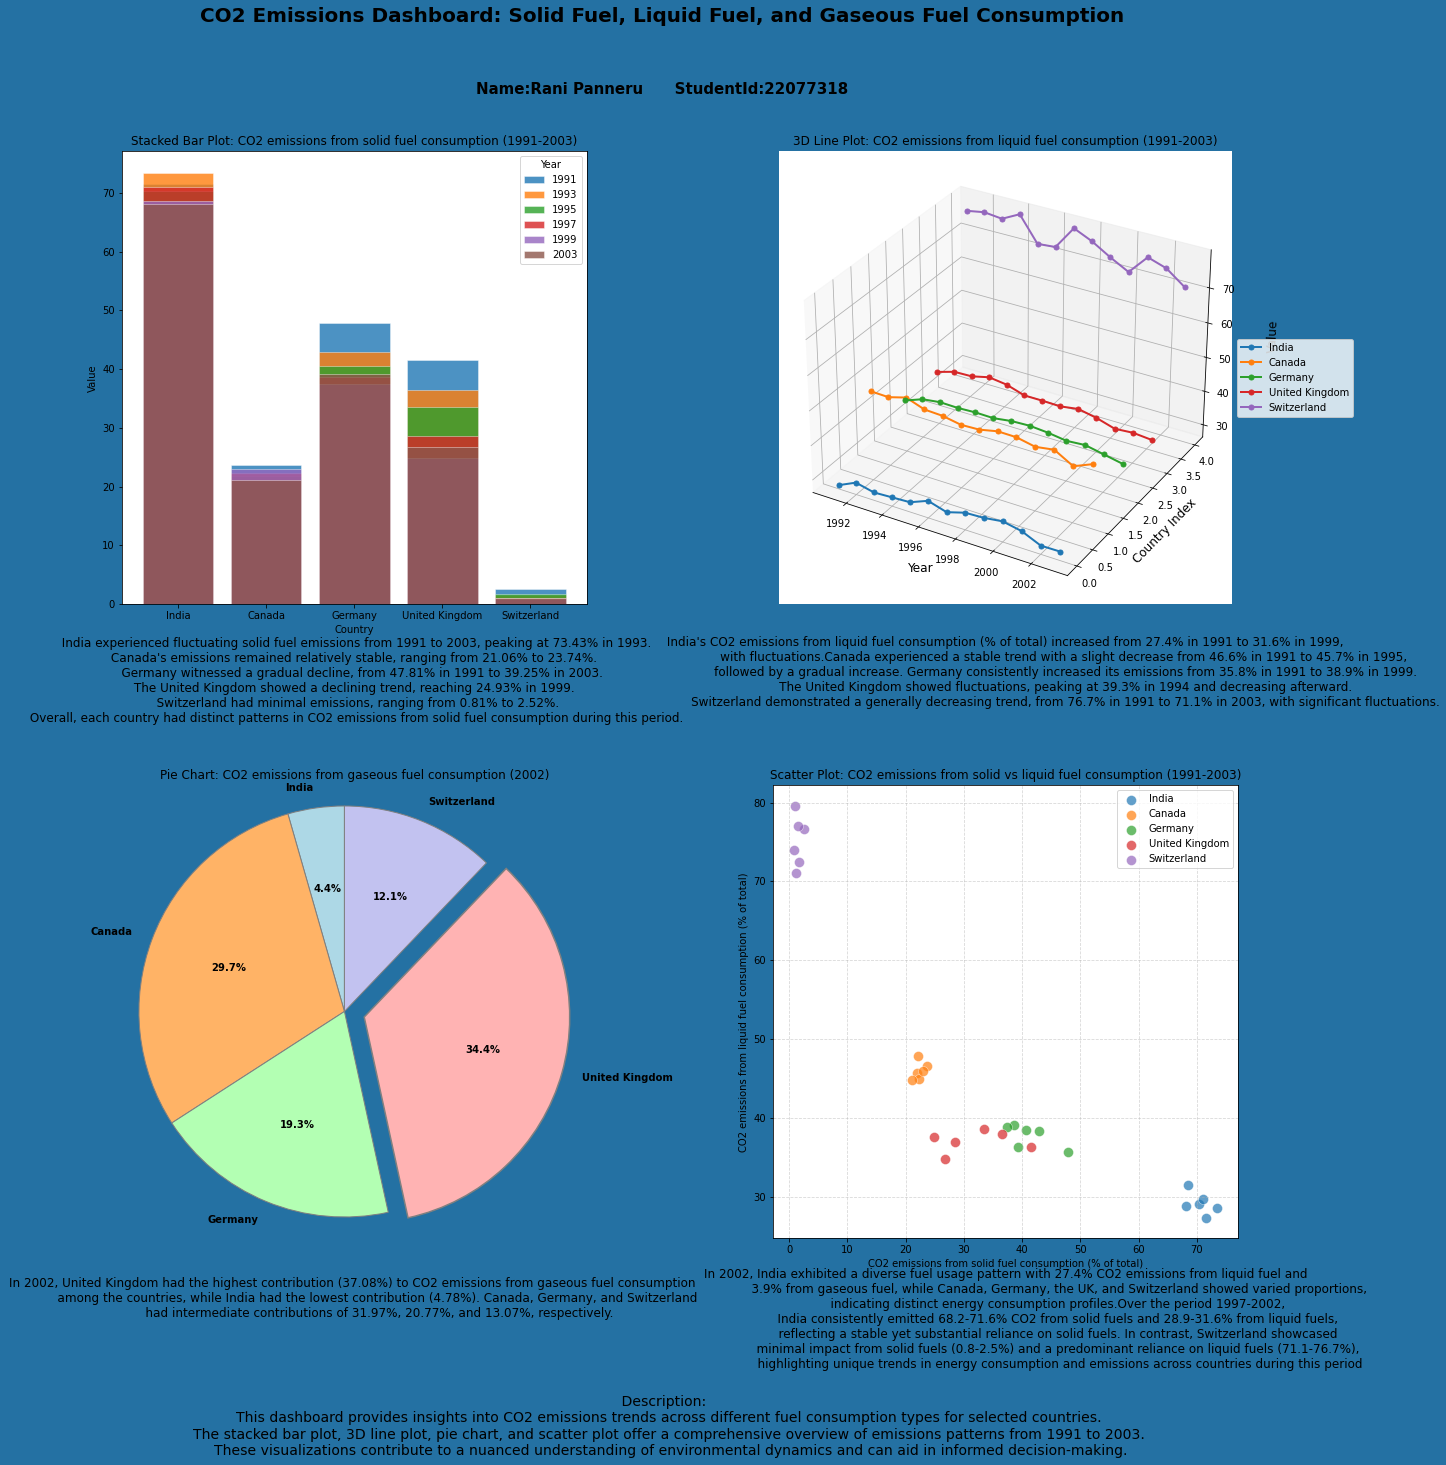 CO2 Emissions Dashboard: Solid Fuel, Liquid Fuel, and Gaseous Fuel Consumption
Name:Rani Panneru StudentId:22077318
Stacked Bar Plot: CO2 emissions from solid fuel consumption (1991-2003)
Value
70
60
50
40
30
20
10
0
Year
1991
1993
1995
1997
1999
2003
India Canada Germany United Kingdom Switzerland
Country
India experienced fluctuating solid fuel emissions from 1991 to 2003, peaking at 73.43% in 1993.
Canada's emissions remained relatively stable, ranging from 21.06% to 23.74%.
Germany witnessed a gradual decline, from 47.81% in 1991 to 39.25% in 2003.
The United Kingdom showed a declining trend, reaching 24.93% in 1999.
Switzerland had minimal emissions, ranging from 0.81% to 2.52%.
Overall, each country had distinct patterns in CO2 emissions from solid fuel consumption during this period.
3D Line Plot: CO2 emissions from liquid fuel consumption (1991-2003)
70
60
50
40
30
India
Canada
Germany
United Kingdom
Switzerland
4.0
3.5
3.0
2.5
2.0
1.5
1.0
0.5
0.0
Country Index
1992
1994
1996
1998
2000
2002
Year
India's CO2 emissions from liquid fuel consumption (% of total) increased from 27.4% in 1991 to 31.6% in 1999,
with fluctuations.Canada experienced a stable trend with a slight decrease from 46.6% in 1991 to 45.7% in 1995,
followed by a gradual increase. Germany consistently increased its emissions from 35.8% in 1991 to 38.9% in 1999.
The United Kingdom showed fluctuations, peaking at 39.3% in 1994 and decreasing afterward.
Switzerland demonstrated a generally decreasing trend, from 76.7% in 1991 to 71.1% in 2003, with significant fluctuations.
Pie Chart: CO2 emissions from gaseous fuel consumption (2002)
India
Switzerland
4.4%
12.1%
Canada
29.7%
34.4%
United Kingdom
19.3%
Germany
In 2002, United Kingdom had the highest contribution (37.08%) to CO2 emissions from gaseous fuel consumption
among the countries, while India had the lowest contribution (4.78%). Canada, Germany, and Switzerland
had intermediate contributions of 31.97%, 20.77%, and 13.07%, respectively.
Scatter Plot: CO2 emissions from solid vs liquid fuel consumption (1991-2003)
CO2 emissions from liquid fuel consumption (% of total)
80
70
60
50
40
30
India
Canada
Germany
United Kingdom
Switzerland
0 10 20 30 40 50 60 70
CO2 emissions from solid fuel consumption (% of total)
In 2002, India exhibited a diverse fuel usage pattern with 27.4% CO2 emissions from liquid fuel and
3.9% from gaseous fuel, while Canada, Germany, the UK, and Switzerland showed varied proportions,
indicating distinct energy consumption profiles.Over the period 1997-2002,
India consistently emitted 68.2-71.6% CO2 from solid fuels and 28.9-31.6% from liquid fuels,
reflecting a stable yet substantial reliance on solid fuels. In contrast, Switzerland showcased
minimal impact from solid fuels (0.8-2.5%) and a predominant reliance on liquid fuels (71.1-76.7%),
highlighting unique trends in energy consumption and emissions across countries during this period
Description:
This dashboard provides insights into CO2 emissions trends across different fuel consumption types for selected countries.
The stacked bar plot, 3D line plot, pie chart, and scatter plot offer a comprehensive overview of emissions patterns from 1991 to 2003.
These visualizations contribute to a nuanced understanding of environmental dynamics and can aid in informed decision-making.